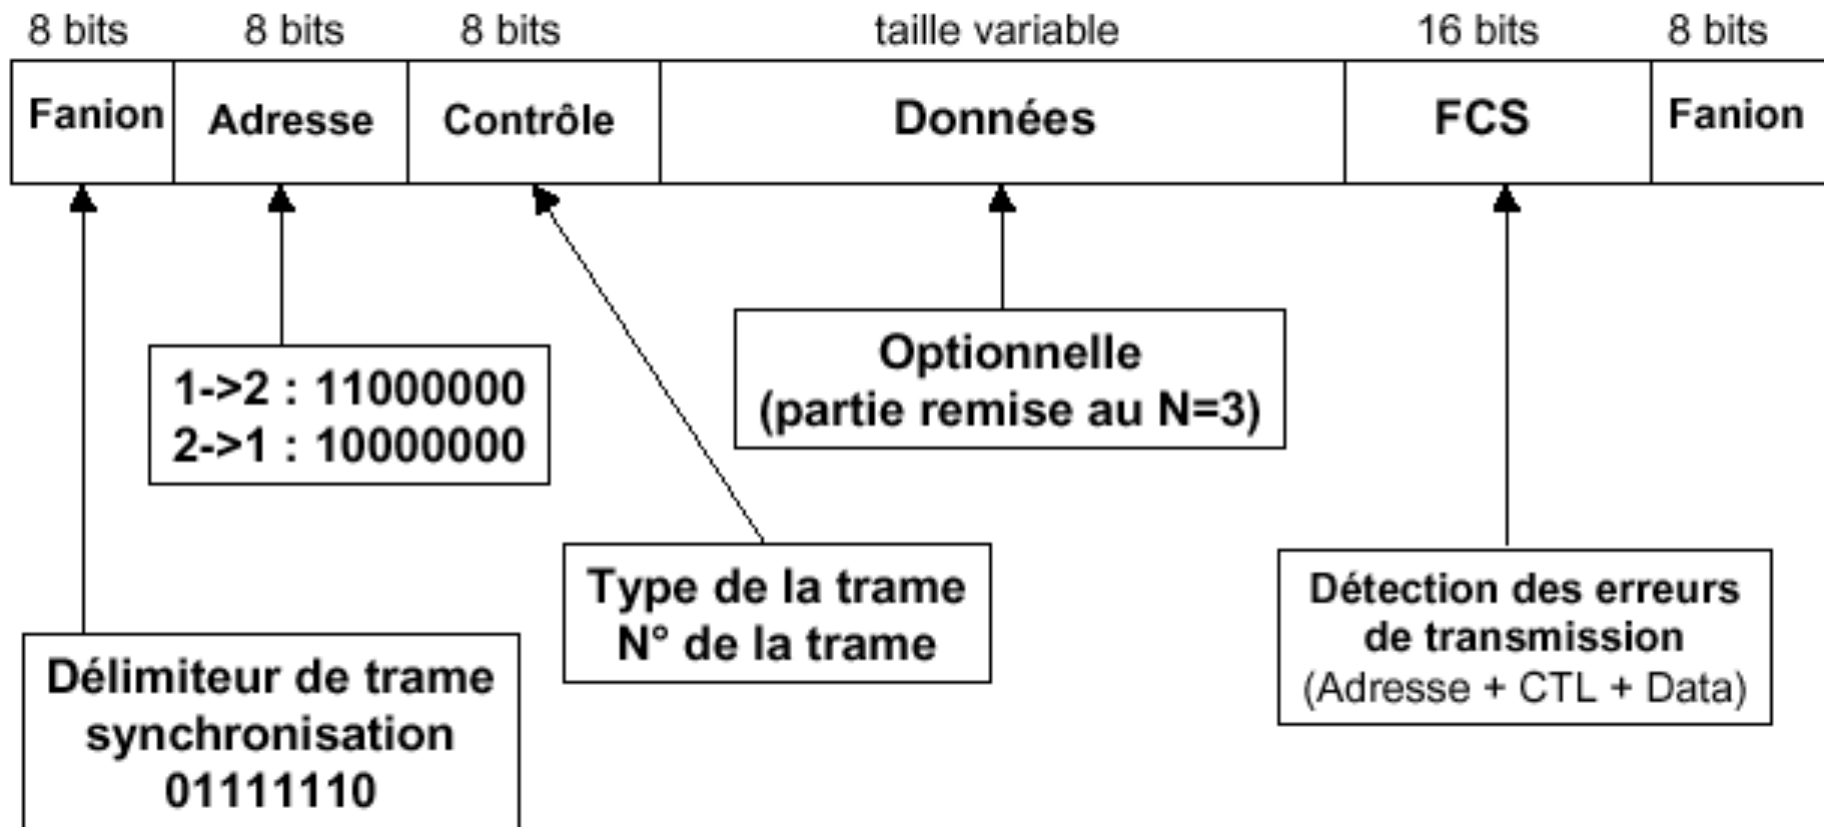 8 bits 8 bits 8 bits taille variable 16 bits 8 bits
Fanion Adresse Contrôle Données FCS Fanion
1->2 : 11000000
2->1 : 10000000
Optionnelle
(partie remise au N=3)
Type de la trame
N° de la trame
Détection des erreurs
de transmission
(Adresse + CTL + Data)
Délimiteur de trame
synchronisation
01111110